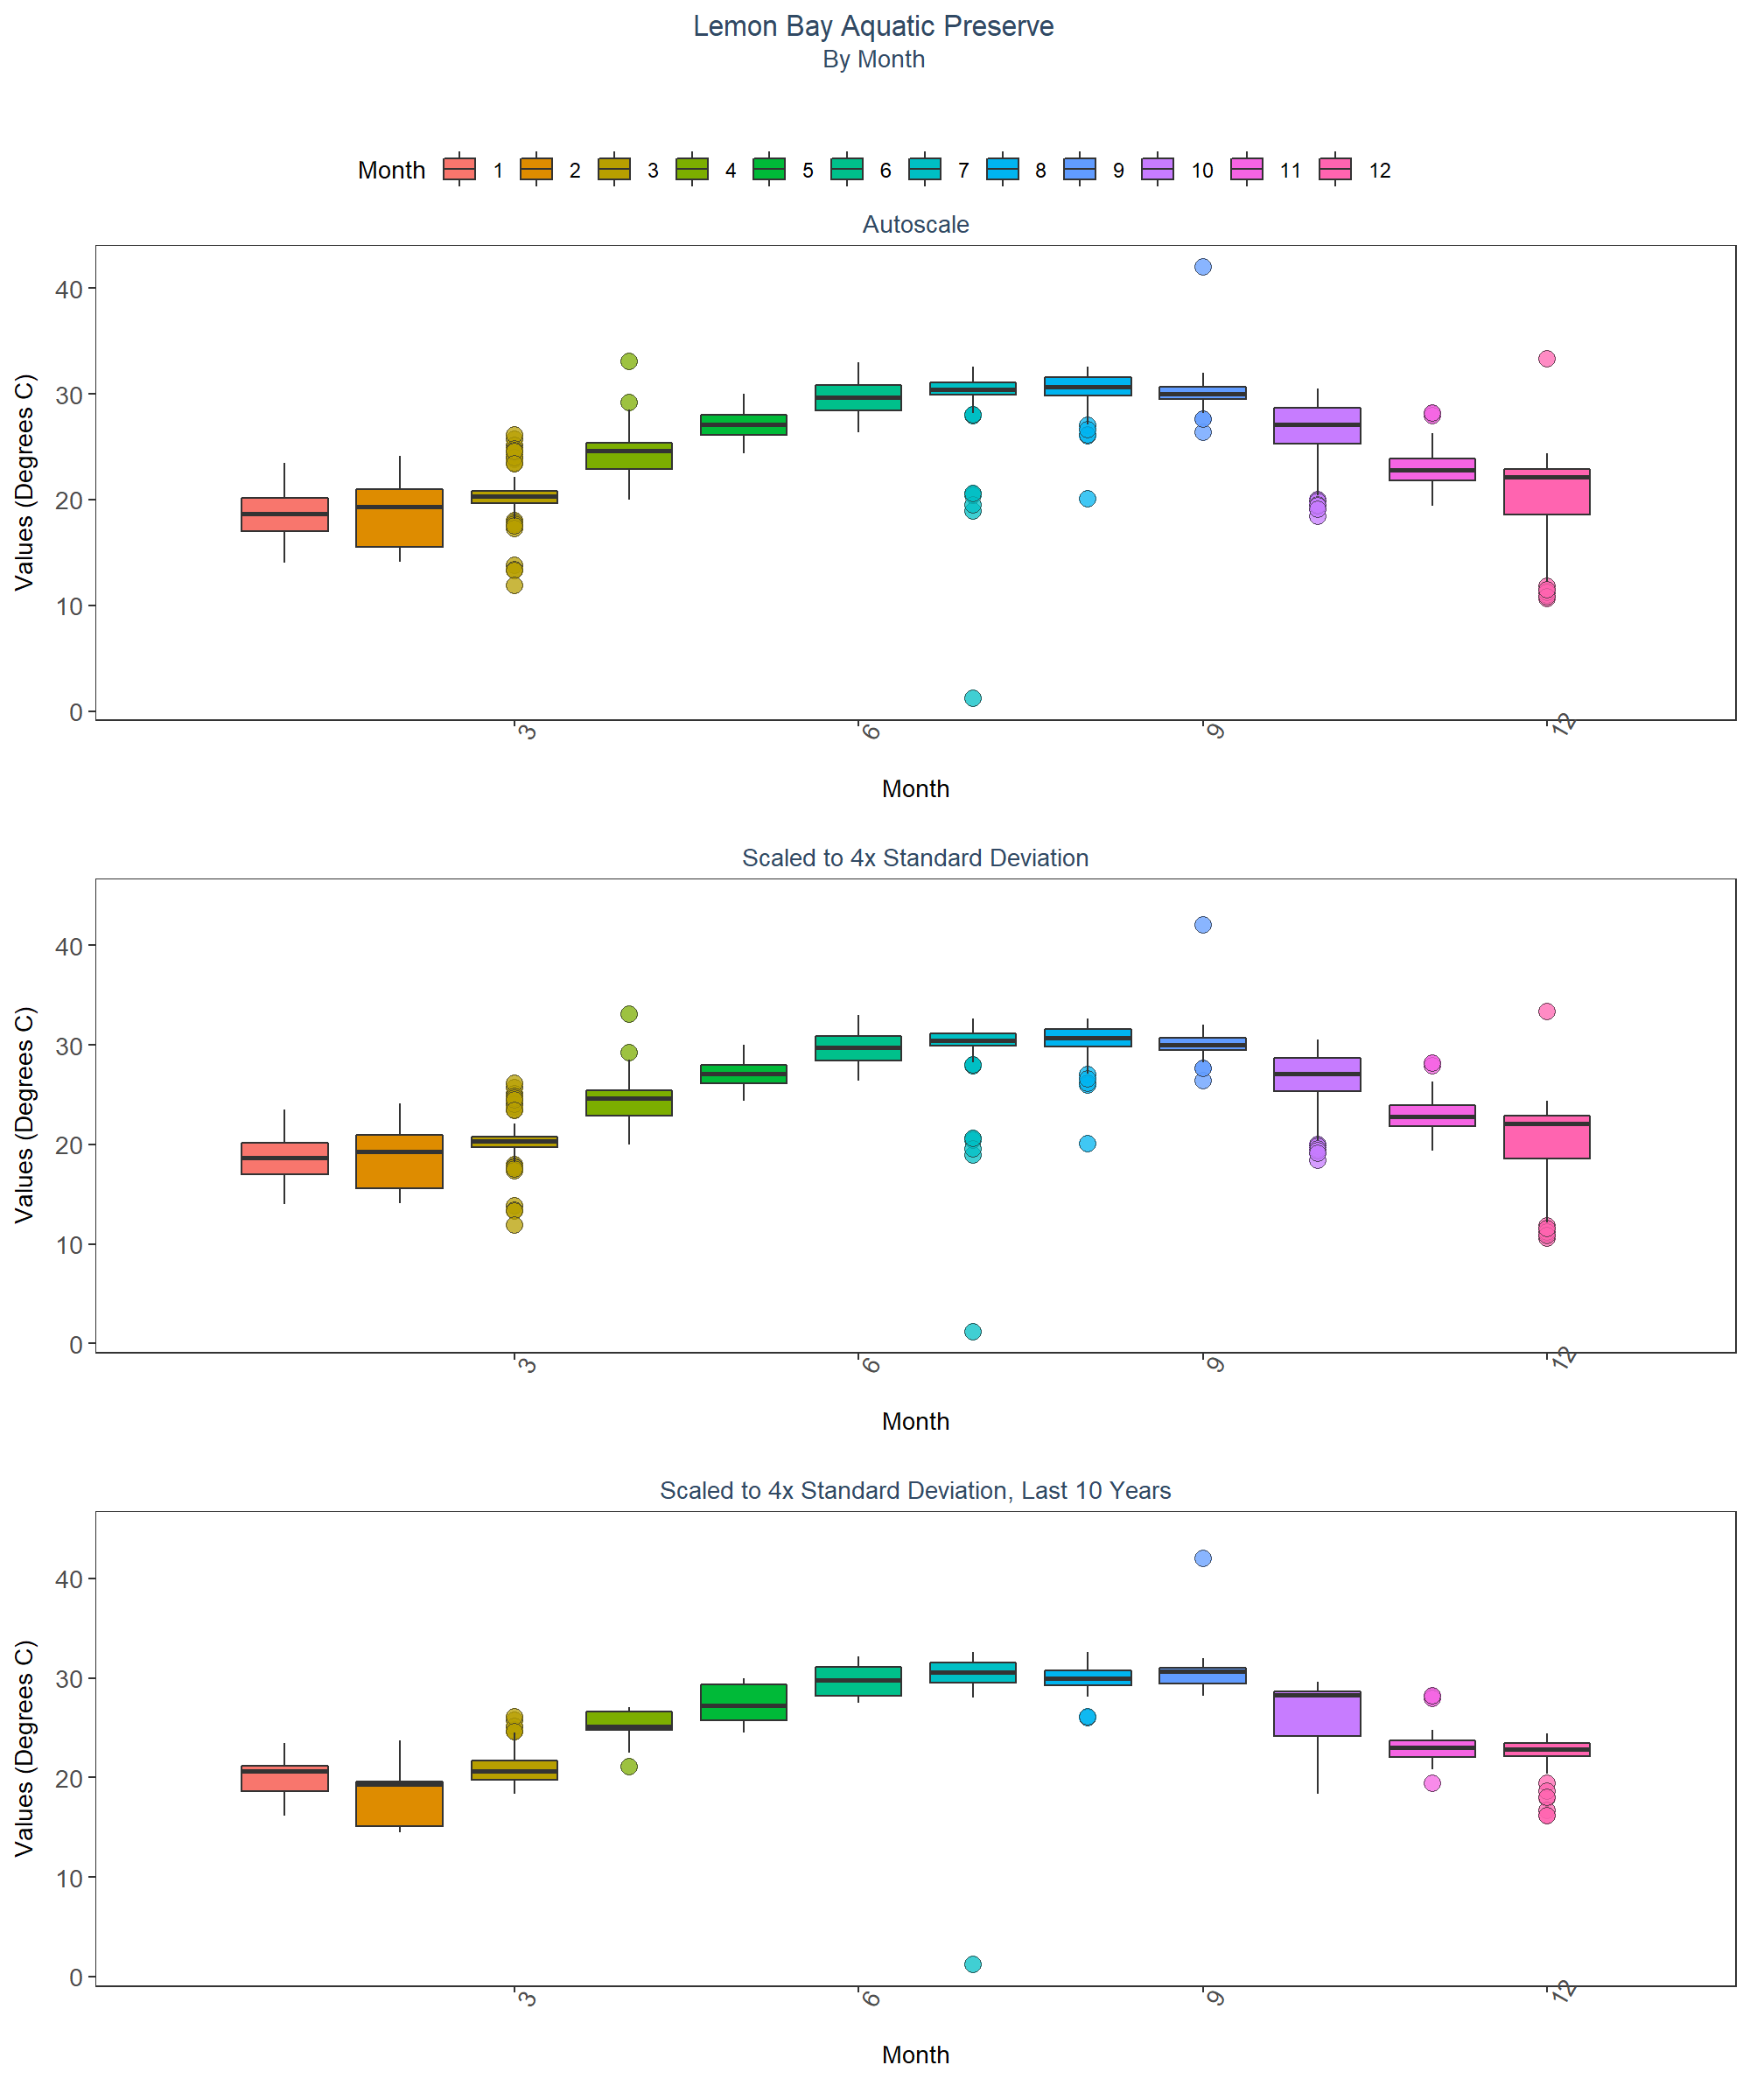 Lemon Bay Aquatic Preserve
By Month
Month 1 2 3 4 5 6 7 8 9 10 11 12
Autoscale
Values (Degrees C)
40
30
20
10
0
3 6 9 12
Month
Scaled to 4x Standard Deviation
Values (Degrees C)
40
30
20
10
0
3 6 9 12
Month
Scaled to 4x Standard Deviation, Last 10 Years
Values (Degrees C)
40
30
20
10
0
3 6 9 12
Month